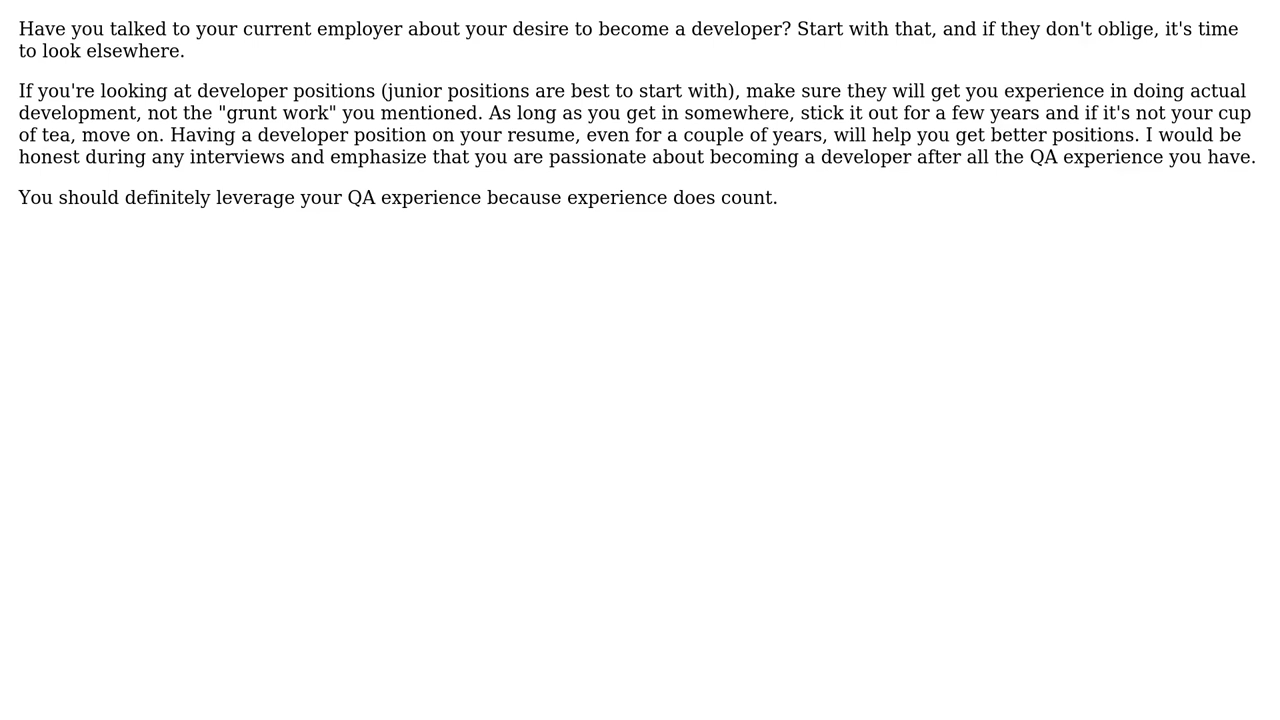 Have you talked to your current employer about your desire to become a developer? Start with that, and if they don't oblige, it's time
to look elsewhere.
If you're looking at developer positions (junior positions are best to start with), make sure they will get you experience in doing actual
development, not the "grunt work" you mentioned. As long as you get in somewhere, stick it out for a few years and if it's not your cup
of tea, move on. Having a developer position on your resume, even for a couple of years, will help you get better positions. I would be
honest during any interviews and emphasize that you are passionate about becoming a developer after all the QA experience you have.
You should definitely leverage your QA experience because experience does count.